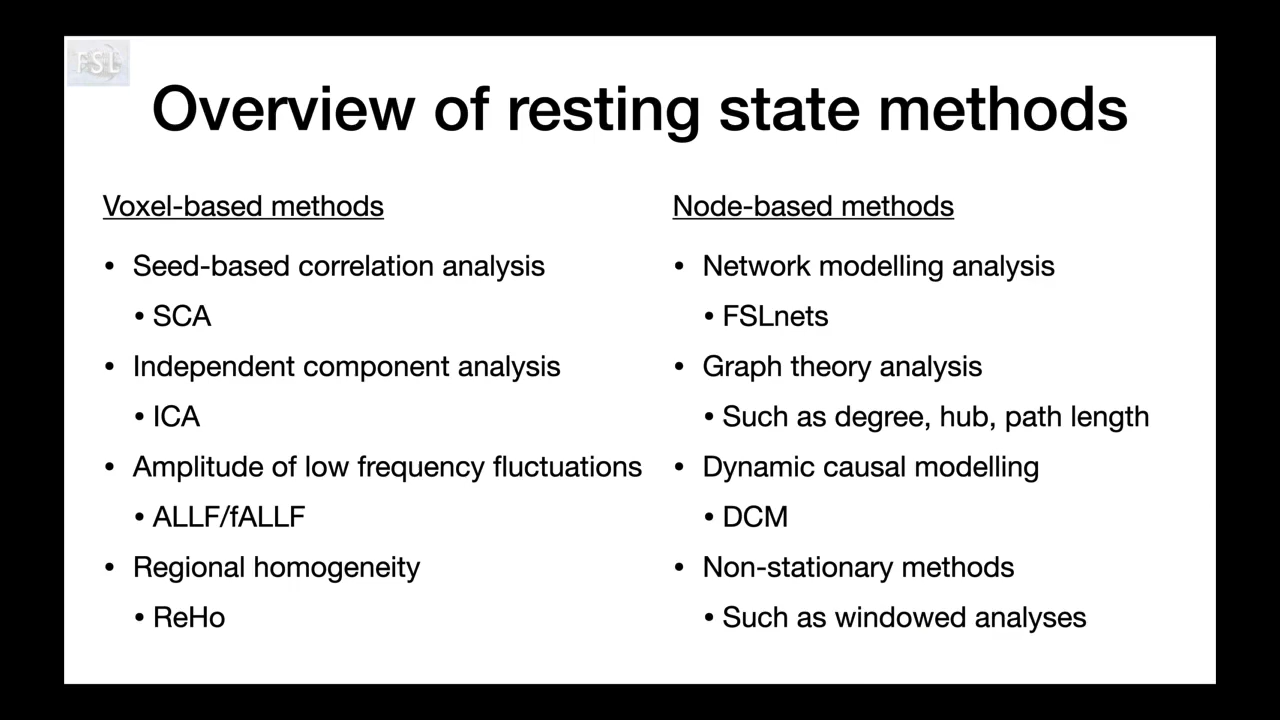 FSL
Overview of resting state methods
Voxel-based methods
• Seed-based correlation analysis
• SCA
• Independent component analysis
• ICA
• Amplitude of low frequency fluctuations
• ALLF/fALLF
• Regional homogeneity
• ReHo
Node-based methods
• Network modelling analysis
• FSLnets
• Graph theory analysis
• Such as degree, hub, path length
• Dynamic causal modelling
• DCM
• Non-stationary methods
• Such as windowed analyses